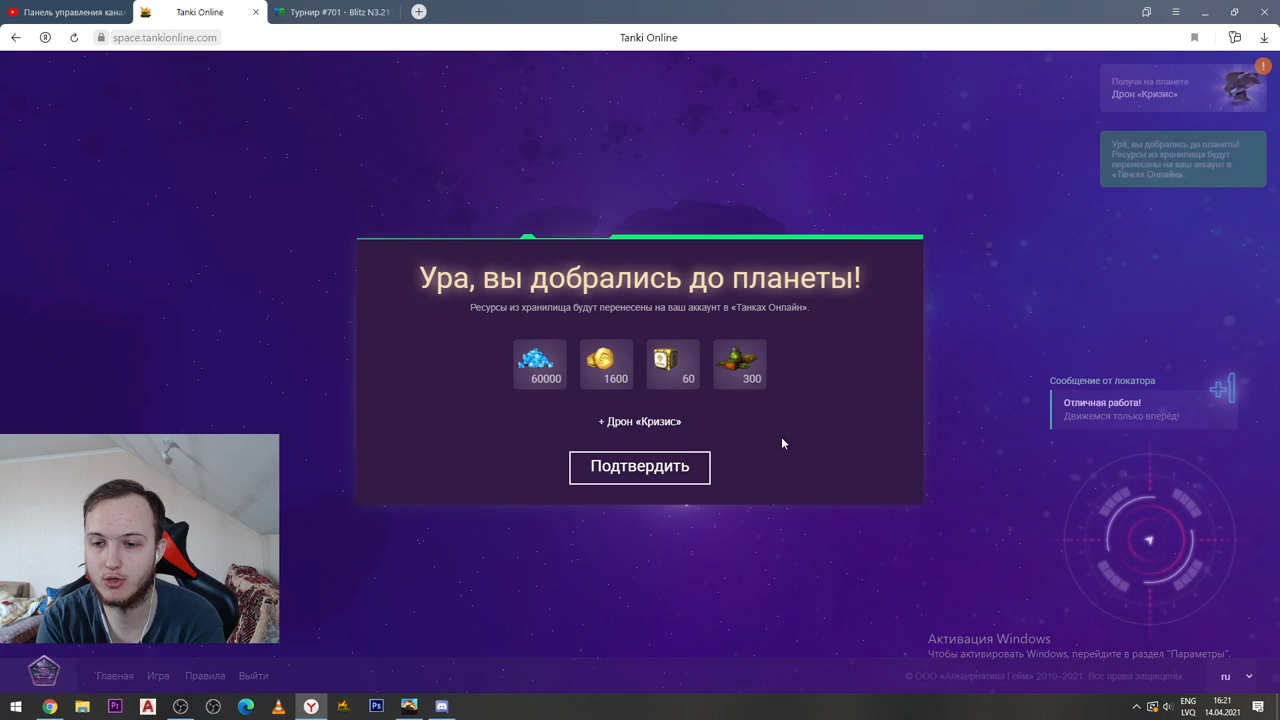 Панель управления канал
Tanki Online
Турнир #701 - Blitz N3.21
space.tankionline.com
Tanki Online
Получи на планете
Дрон «Кризис»
!
Ура, вы добрались до планеты!
Ресурсы из хранилища будут
перенесены на ваш аккаунт в
«Танках Онлайн».
Ура, вы добрались до планеты!
Ресурсы из хранилища будут перенесены на ваш аккаунт в «Танках Онлайн».
60000
1600
60
300
+ Дрон «Кризис»
Подтвердить
Сообщение от локатора
Отличная работа!
Движемся только вперёд!
Активация Windows
Чтобы активировать Windows, перейдите в раздел "Параметры".
Главная Игра Правила Выйти
© ООО «Альтернатива Гейм» 2010–2021. Все права защищены.
ru
ENG
LVQ
16:21
14.04.2021